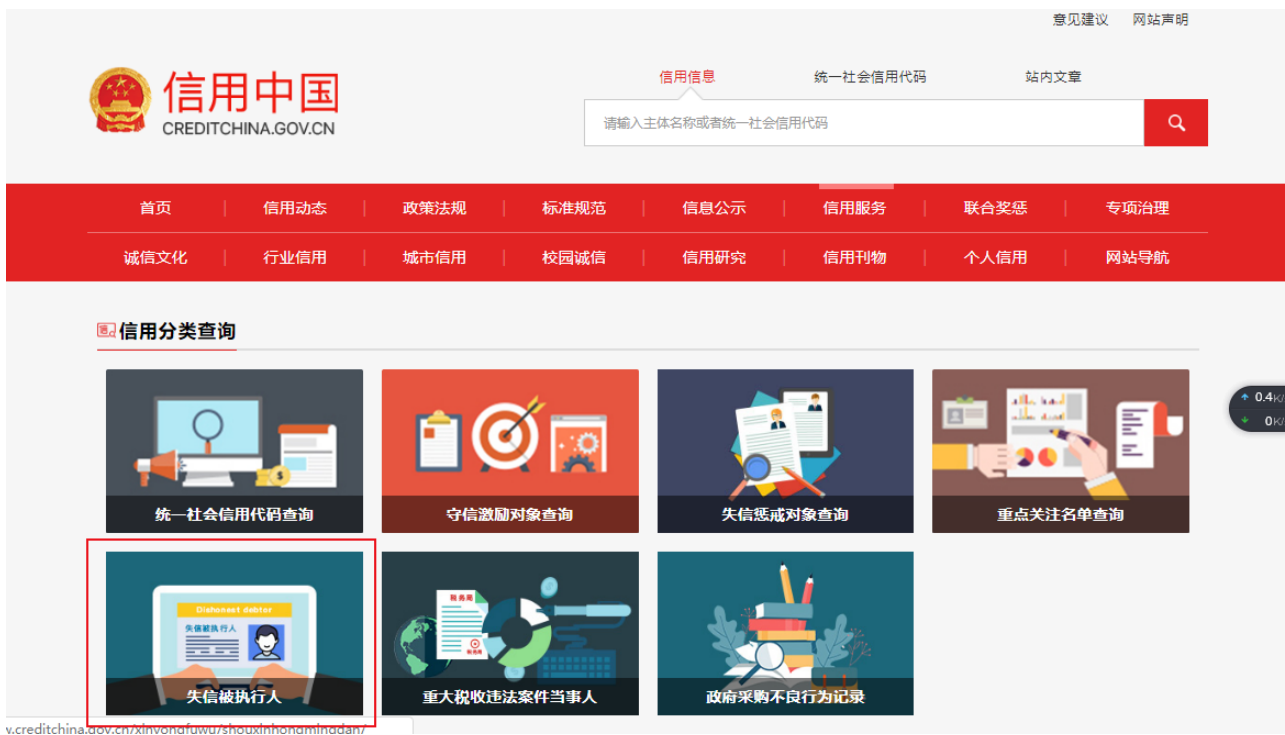 意见建议 网站声明
信用中国
CREDITCHINA.GOV.CN
信用信息 统一社会信用代码 站内文章
请输入主体名称或者统一社会信用代码
首页 信用动态 政策法规 标准规范 信息公示 信用服务 联合奖惩 专项治理
诚信文化 行业信用 城市信用 校园诚信 信用研究 信用刊物 个人信用 网站导航
信用分类查询
统一社会信用代码查询 守信激励对象查询 失信惩戒对象查询 重点关注名单查询
0.4K/
0K/
Dishonest debtor
失信被执行人
税务局
失信被执行人 重大税收违法案件当事人 政府采购不良行为记录
v.creditchina.gov.cn/xinyongfuwu/shouxinhongmingdan/